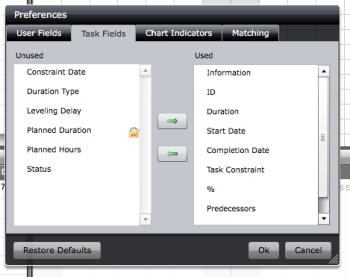 Preferences
User Fields
Task Fields
Chart Indicators
Matching
Unused
Used
Constraint Date
Duration Type
Leveling Delay
Planned Duration
Planned Hours
Status
Information
ID
Duration
Start Date
Completion Date
Task Constraint
%
Predecessors
Restore Defaults
Ok
Cancel